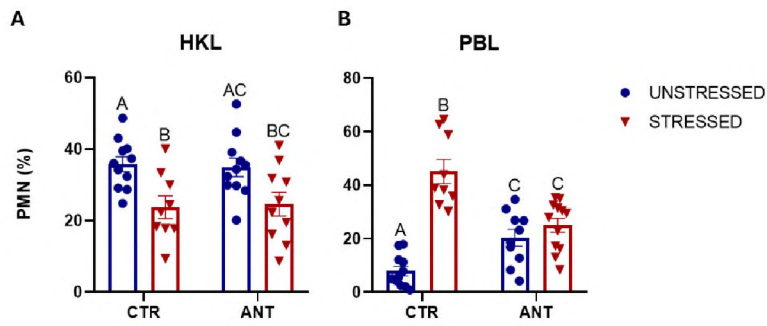 A
HKL
PMN (%)
60
40
20
0
A
B
AC
BC
CTR
ANT
B
PBL
80
60
40
20
0
A
B
C
C
CTR
ANT
UNSTRESSED
STRESSED